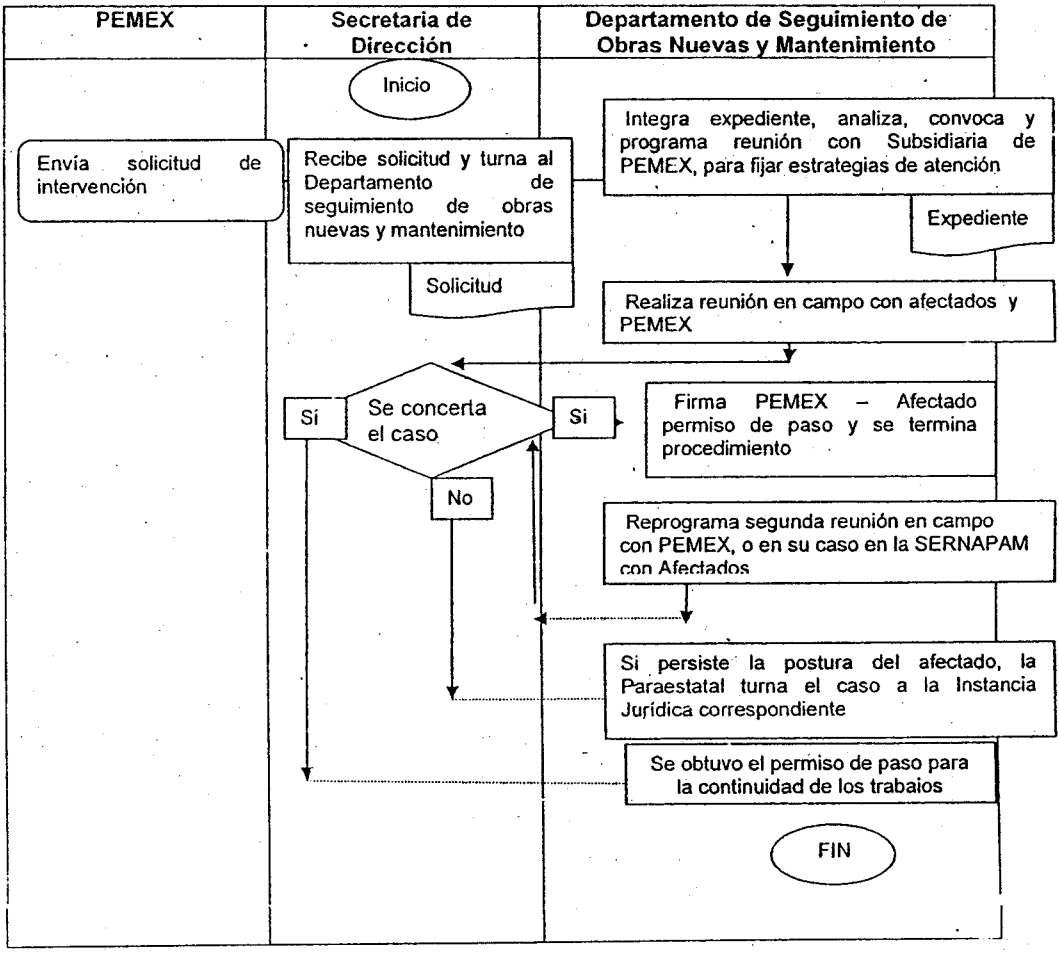 PEMEX
Secretaria de
Dirección
Departamento de Seguimiento de
Obras Nuevas y Mantenimiento
Inicio
Envía solicitud de
intervención
Recibe solicitud y turna al
Departamento de
seguimiento de obras
nuevas y mantenimiento
Solicitud
Integra expediente, analiza, convoca y
programa reunión con Subsidiaria de
PEMEX, para fijar estrategias de atención
Expediente
Realiza reunión en campo con afectados y
PEMEX
Sí
Se concerta
el caso
Si
No
Firma PEMEX – Afectado
permiso de paso y se termina
procedimiento
Reprograma segunda reunión en campo
con PEMEX, o en su caso en la SERNAPAM
con Afectados
Si persiste la postura del afectado, la
Paraestatal turna el caso a la Instancia
Jurídica correspondiente
Se obtuvo el permiso de paso para
la continuidad de los trabajos
FIN